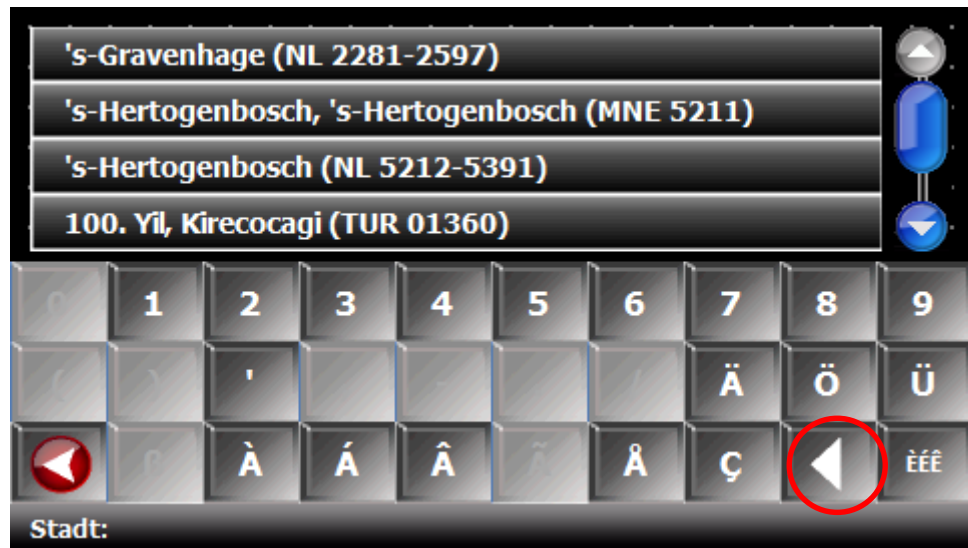 's-Gravenhage (NL 2281-2597)
's-Hertogenbosch, 's-Hertogenbosch (MNE 5211)
's-Hertogenbosch (NL 5212-5391)
100. Yil, Kirecocagi (TUR 01360)
0 1 2 3 4 5 6 7 8 9
( ) ' - / Ä Ö Ü
À Á Â Ã Å Ç ÈÉÊ
Stadt: